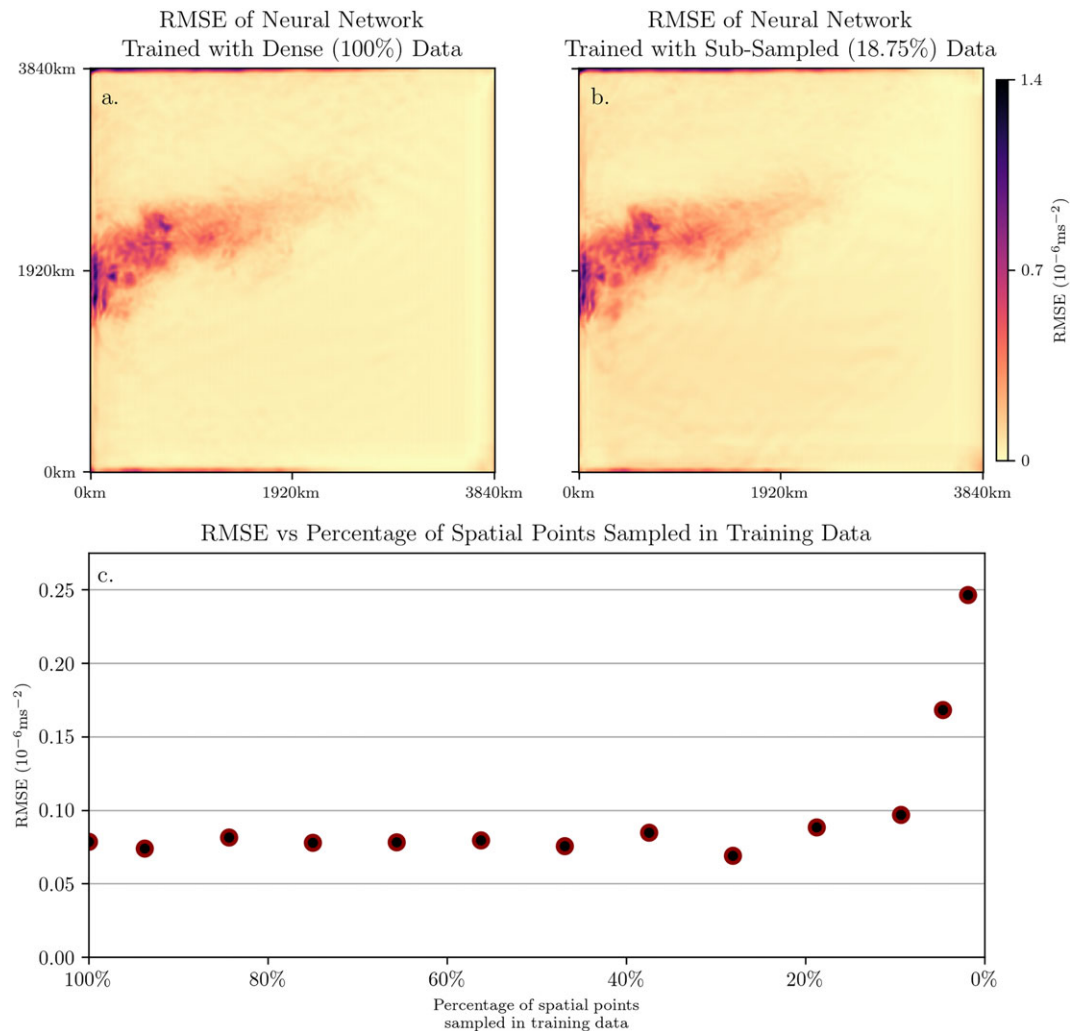 RMSE of Neural Network
Trained with Dense (100%) Data
RMSE of Neural Network
Trained with Sub-Sampled (18.75%) Data
3840km
1920km
0km
a.
0km
1920km
3840km
b.
0km
1920km
3840km
1.4
0.7
0
RMSE (10⁻⁶ms⁻²)
RMSE vs Percentage of Spatial Points Sampled in Training Data
c.
RMSE (10⁻⁶ms⁻²)
0.25
0.20
0.15
0.10
0.05
0.00
100%
80%
60%
40%
20%
0%
Percentage of spatial points
sampled in training data